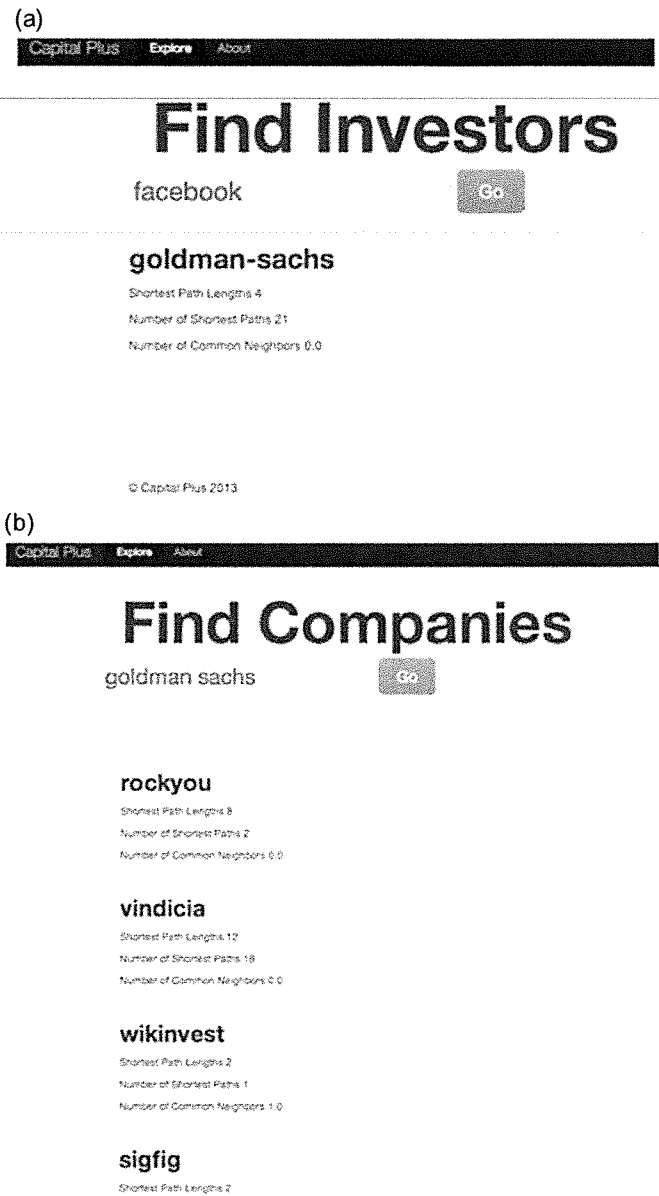 (a)
Capital Plus Explore About
Find Investors
facebook Go
goldman-sachs
Shortest Path Lengths 4
Number of Shortest Paths 21
Number of Common Neighbors 0.0
© Capital Plus 2013
(b)
Capital Plus Explore About
Find Companies
goldman sachs Go
rockyou
Shortest Path Lengths 8
Number of Shortest Paths 2
Number of Common Neighbors 0.0
vindicia
Shortest Path Lengths 12
Number of Shortest Paths 18
Number of Common Neighbors 0.0
wikinvest
Shortest Path Lengths 2
Number of Shortest Paths 1
Number of Common Neighbors 1.0
sigfig
Shortest Path Lengths 2